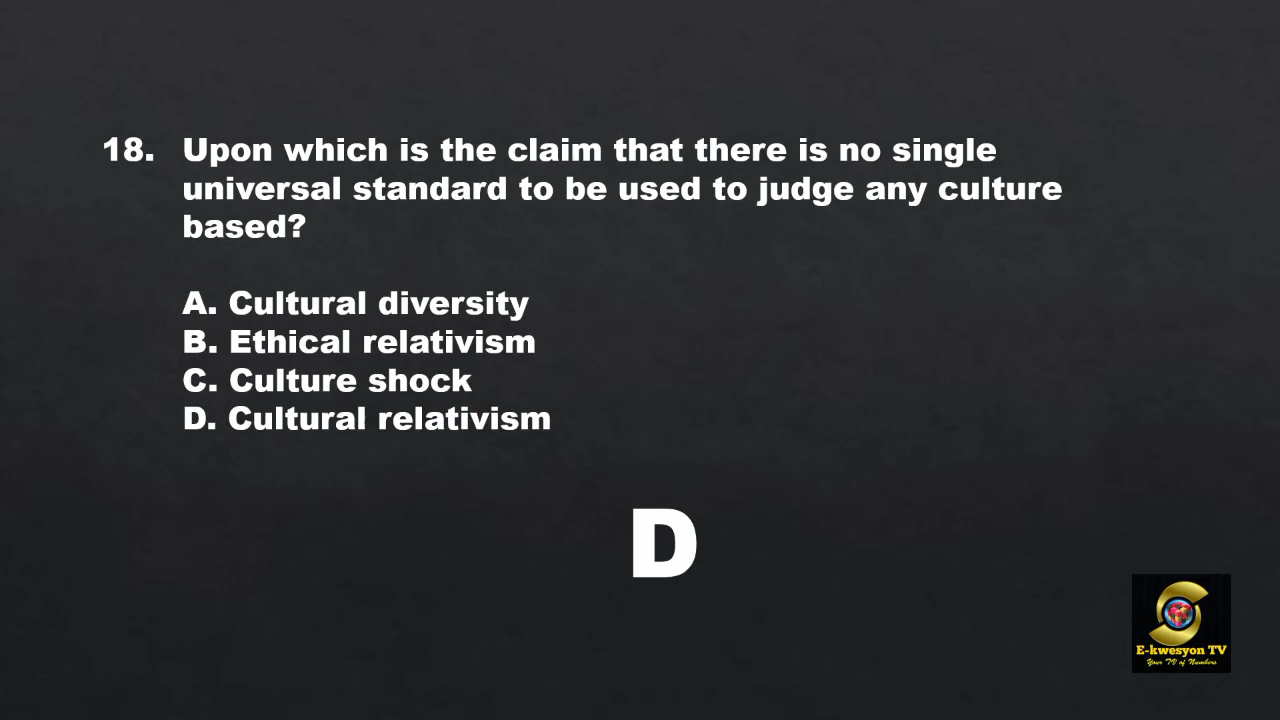 18. Upon which is the claim that there is no single
universal standard to be used to judge any culture
based?
A. Cultural diversity
B. Ethical relativism
C. Culture shock
D. Cultural relativism
D
E-kwesyon TV
Your TV of Numbers